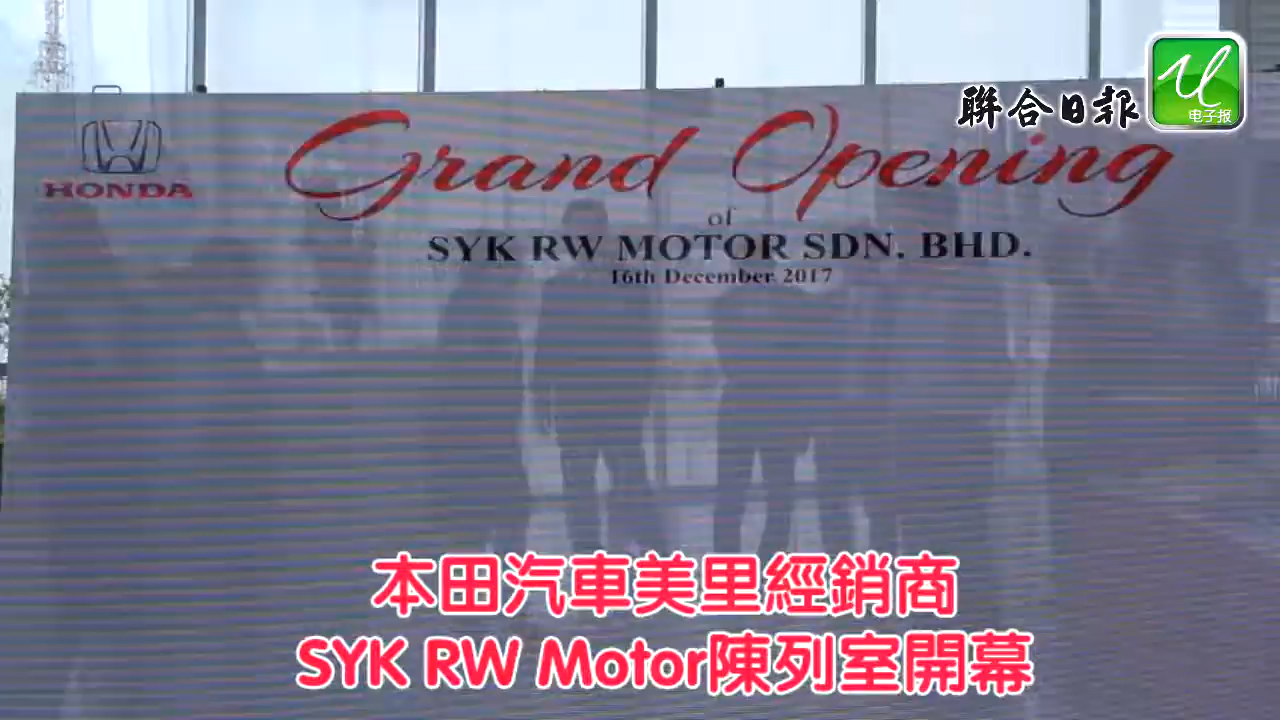 聯合日報
電子报
HONDA
Grand Opening
of
SYK RW MOTOR SDN. BHD.
16th December 2017
本田汽車美里經銷商
SYK RW Motor陳列室開幕